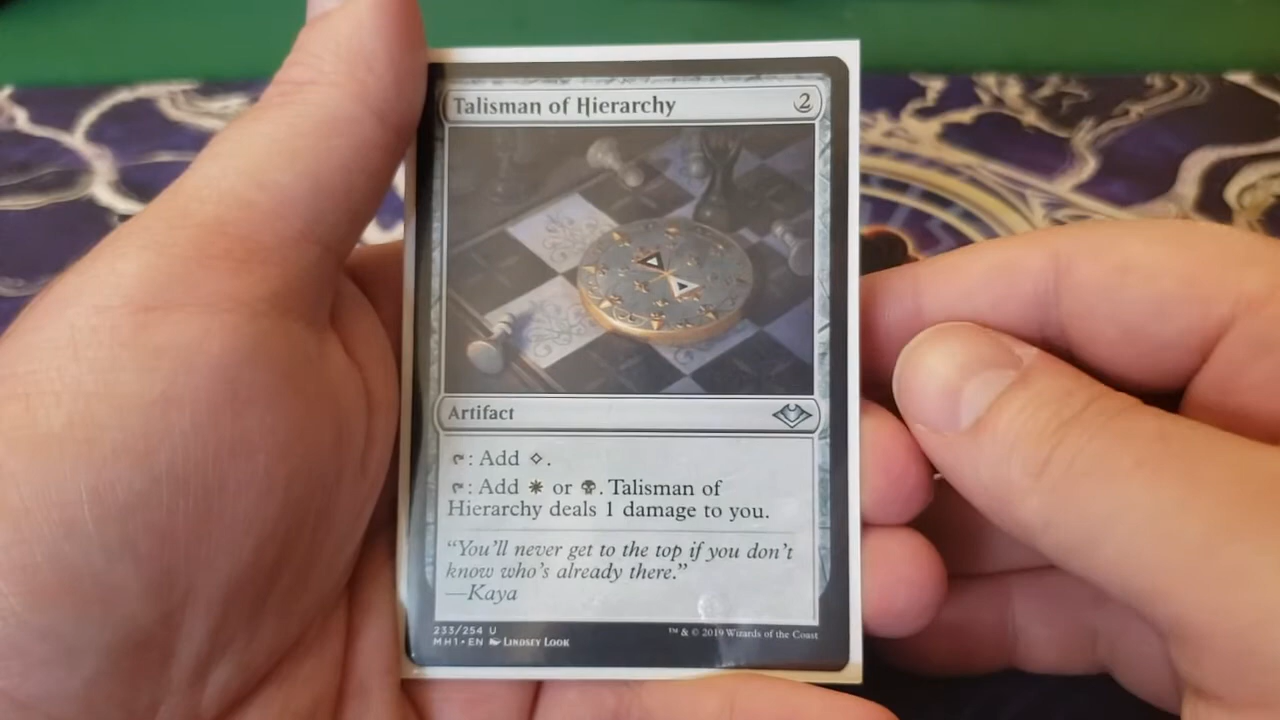 Talisman of Hierarchy 2
Artifact
: Add .
: Add or . Talisman of
Hierarchy deals 1 damage to you.
“You’ll never get to the top if you don’t
know who’s already there.”
—Kaya
233/254 U
MH1 • EN LINDSEY LOOK
™ & © 2019 Wizards of the Coast